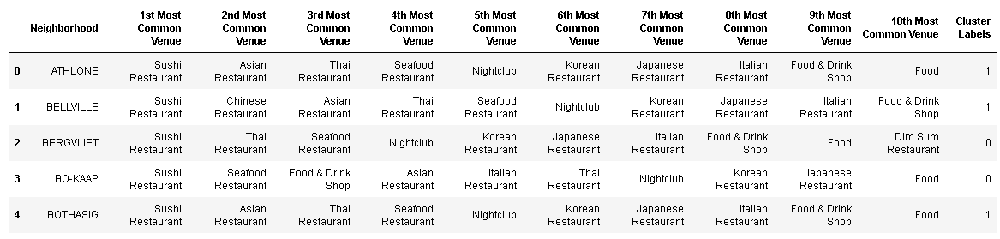 Neighborhood 1st Most Common Venue 2nd Most Common Venue 3rd Most Common Venue 4th Most Common Venue 5th Most Common Venue 6th Most Common Venue 7th Most Common Venue 8th Most Common Venue 9th Most Common Venue 10th Most Common Venue Cluster Labels
0 ATHLONE Sushi Restaurant Asian Restaurant Thai Restaurant Seafood Restaurant Nightclub Korean Restaurant Japanese Restaurant Italian Restaurant Food & Drink Shop Food 1
1 BELLVILLE Sushi Restaurant Chinese Restaurant Asian Restaurant Thai Restaurant Seafood Restaurant Nightclub Korean Restaurant Japanese Restaurant Italian Restaurant Food & Drink Shop 1
2 BERGVLIET Sushi Restaurant Thai Restaurant Seafood Restaurant Nightclub Korean Restaurant Japanese Restaurant Italian Restaurant Food & Drink Shop Food Dim Sum Restaurant 0
3 BO-KAAP Sushi Restaurant Seafood Restaurant Food & Drink Shop Asian Restaurant Italian Restaurant Thai Restaurant Nightclub Korean Restaurant Japanese Restaurant Food 0
4 BOTHASIG Sushi Restaurant Asian Restaurant Thai Restaurant Seafood Restaurant Nightclub Korean Restaurant Japanese Restaurant Italian Restaurant Food & Drink Shop Food 1